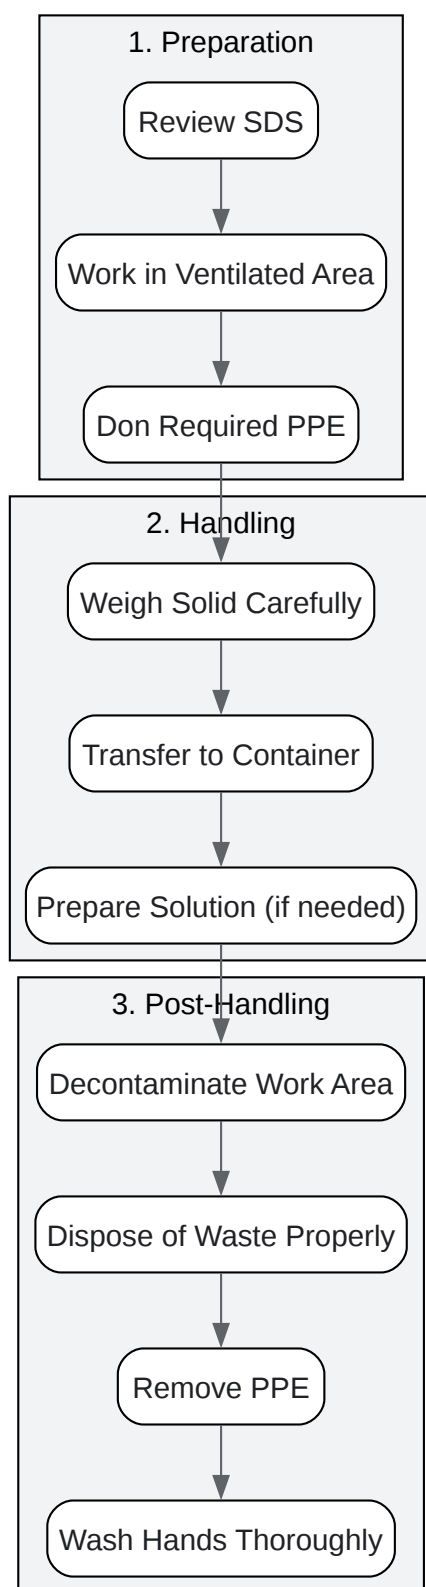 1. Preparation
Review SDS
Work in Ventilated Area
Don Required PPE
2. Handling
Weigh Solid Carefully
Transfer to Container
Prepare Solution (if needed)
3. Post-Handling
Decontaminate Work Area
Dispose of Waste Properly
Remove PPE
Wash Hands Thoroughly